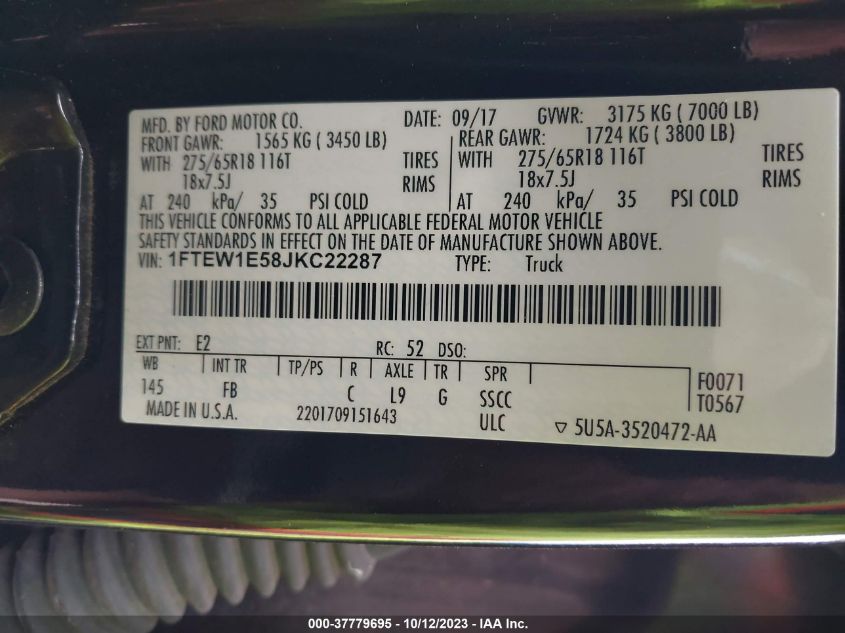 MFD. BY FORD MOTOR CO. DATE: 09/17 GVWR: 3175 KG ( 7000 LB)
FRONT GAWR: 1565 KG ( 3450 LB) REAR GAWR: 1724 KG ( 3800 LB)
WITH 275/65R18 116T TIRES WITH 275/65R18 116T TIRES
18x7.5J RIMS 18x7.5J RIMS
AT 240 kPa/ 35 PSI COLD AT 240 kPa/ 35 PSI COLD
THIS VEHICLE CONFORMS TO ALL APPLICABLE FEDERAL MOTOR VEHICLE
SAFETY STANDARDS IN EFFECT ON THE DATE OF MANUFACTURE SHOWN ABOVE.
VIN: 1FTEW1E58JKC22287 TYPE: Truck
EXT PNT: E2 RC: 52 DSO:
WB INT TR TP/PS R AXLE TR SPR
145 FB C L9 G SSCC F0071
T0567
MADE IN U.S.A. 2201709151643 ULC ▽ 5U5A-3520472-AA
000-37779695 - 10/12/2023 - IAA Inc.